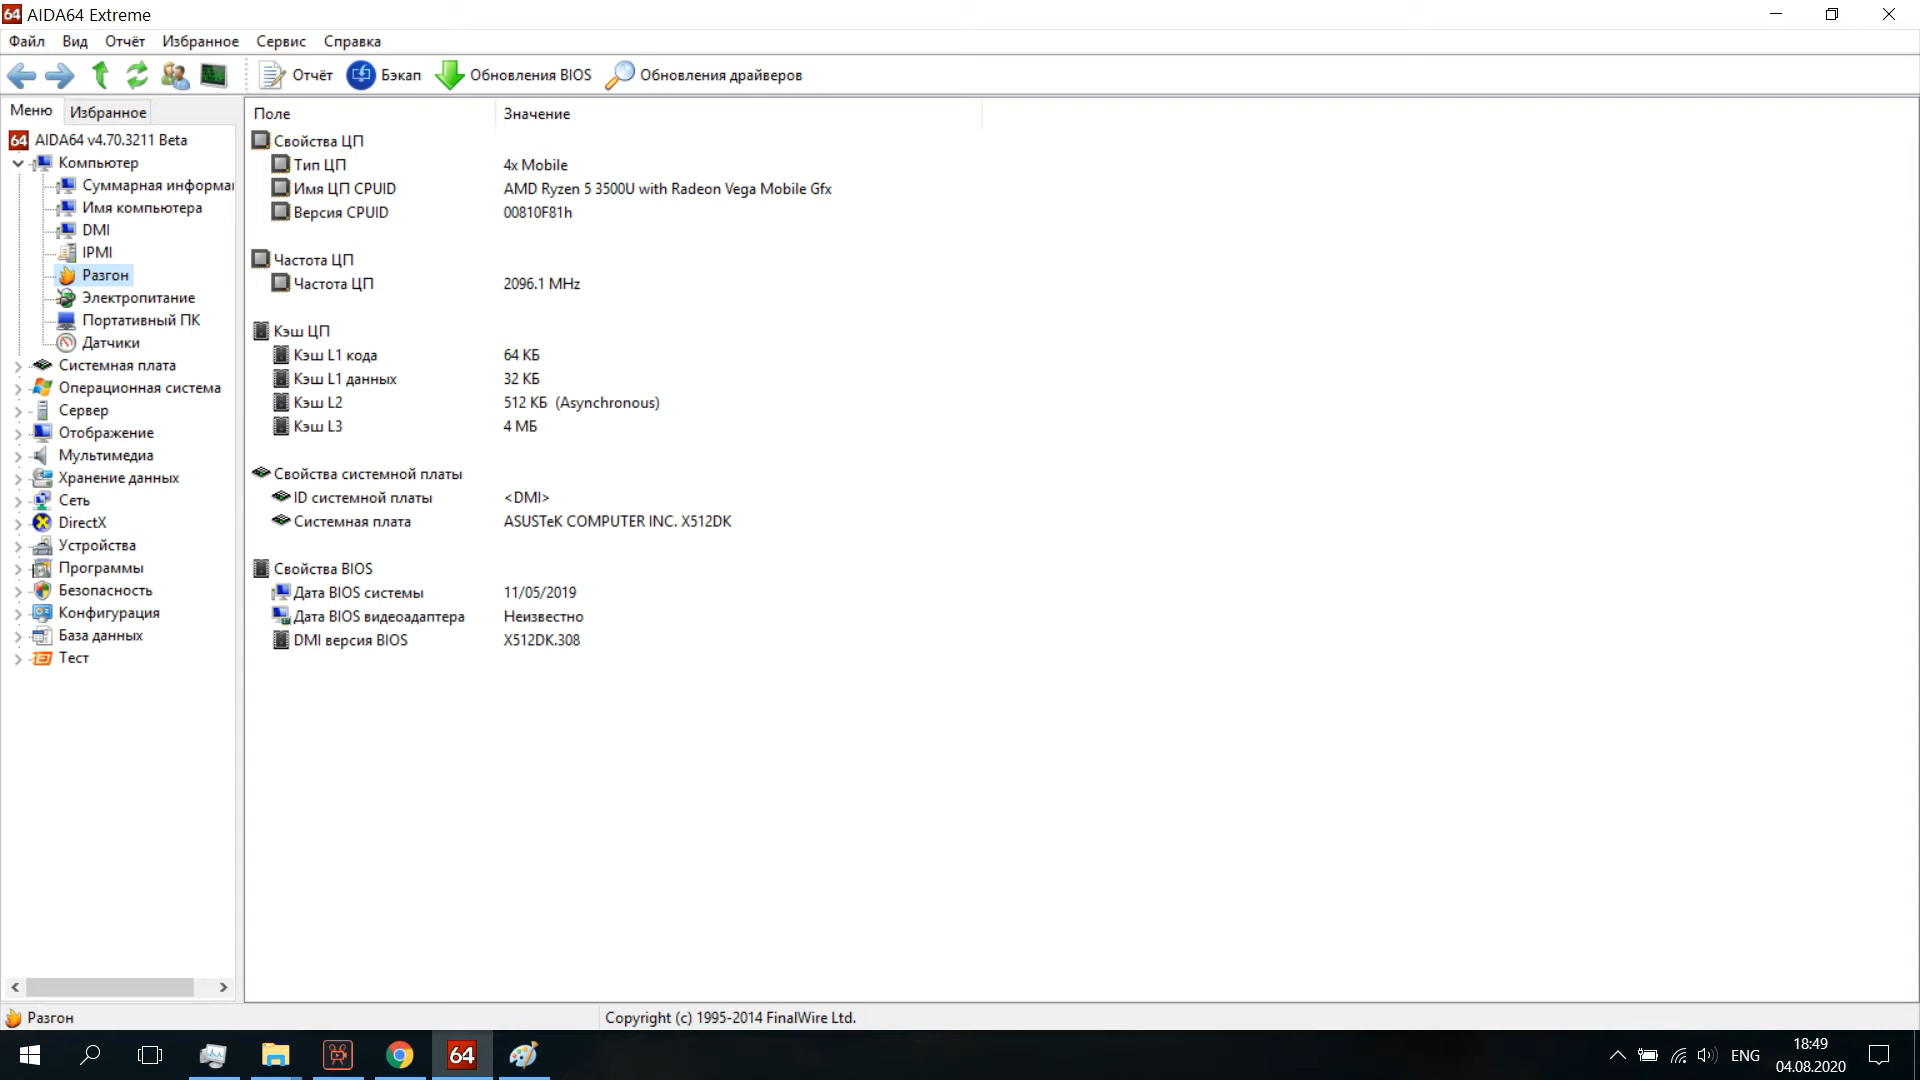 64 AIDA64 Extreme
Файл Вид Отчёт Избранное Сервис Справка
Отчёт Бэкап Обновления BIOS Обновления драйверов
Меню Избранное
64 AIDA64 v4.70.3211 Beta
Компьютер
Суммарная информа
Имя компьютера
DMI
IPMI
Разгон
Электропитание
Портативный ПК
Датчики
Системная плата
Операционная система
Сервер
Отображение
Мультимедиа
Хранение данных
Сеть
DirectX
Устройства
Программы
Безопасность
Конфигурация
База данных
Тест
Поле Значение
Свойства ЦП
Тип ЦП 4x Mobile
Имя ЦП CPUID AMD Ryzen 5 3500U with Radeon Vega Mobile Gfx
Версия CPUID 00810F81h
Частота ЦП
Частота ЦП 2096.1 MHz
Кэш ЦП
Кэш L1 кода 64 КБ
Кэш L1 данных 32 КБ
Кэш L2 512 КБ (Asynchronous)
Кэш L3 4 МБ
Свойства системной платы
ID системной платы <DMI>
Системная плата ASUSTeK COMPUTER INC. X512DK
Свойства BIOS
Дата BIOS системы 11/05/2019
Дата BIOS видеоадаптера Неизвестно
DMI версия BIOS X512DK.308
Разгон Copyright (c) 1995-2014 FinalWire Ltd.
64 ENG 18:49
04.08.2020